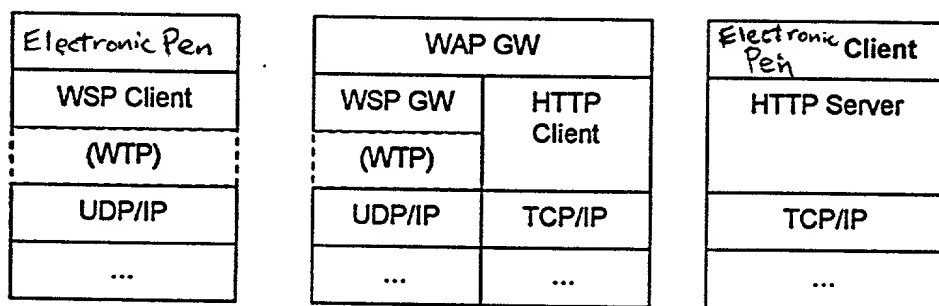 Electronic Pen
WSP Client
(WTP)
UDP/IP
...
WAP GW
WSP GW
(WTP)
UDP/IP
...
HTTP
Client
TCP/IP
...
Electronic
Pen Client
HTTP Server
TCP/IP
...